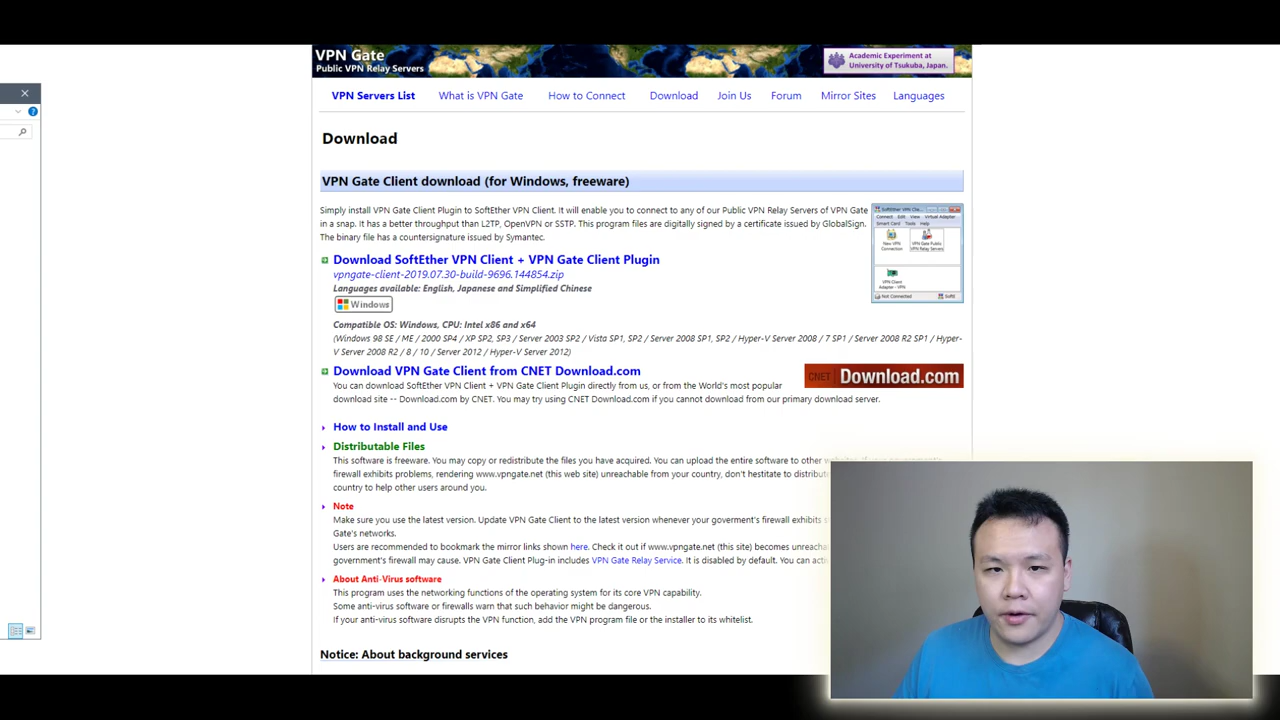 VPN Gate
Public VPN Relay Servers
Academic Experiment at
University of Tsukuba, Japan.
VPN Servers List What is VPN Gate How to Connect Download Join Us Forum Mirror Sites Languages
Download
VPN Gate Client download (for Windows, freeware)
Simply install VPN Gate Client Plugin to SoftEther VPN Client. It will enable you to connect to any of our Public VPN Relay Servers of VPN Gate
in a snap. It has a better throughput than L2TP, OpenVPN or SSTP. This program files are digitally signed by a certificate issued by GlobalSign.
The binary file has a countersignature issued by Symantec.
Download SoftEther VPN Client + VPN Gate Client Plugin
vpngate-client-2019.07.30-build-9696.144854.zip
Languages available: English, Japanese and Simplified Chinese
Windows
Compatible OS: Windows, CPU: Intel x86 and x64
(Windows 98 SE / ME / 2000 SP4 / XP SP2, SP3 / Server 2003 SP2 / Vista SP1, SP2 / Server 2008 SP1, SP2 / Hyper-V Server 2008 / 7 SP1 / Server 2008 R2 SP1 / Hyper-
V Server 2008 R2 / 8 / 10 / Server 2012 / Hyper-V Server 2012)
Download VPN Gate Client from CNET Download.com
CNET Download.com
You can download SoftEther VPN Client + VPN Gate Client Plugin directly from us, or from the World's most popular
download site -- Download.com by CNET. You may try using CNET Download.com if you cannot download from our primary download server.
How to Install and Use
Distributable Files
This software is freeware. You may copy or redistribute the files you have acquired. You can upload the entire software to other
firewall exhibits problems, rendering www.vpngate.net (this web site) unreachable from your country, don't hestitate to
country to help other users around you.
Note
Make sure you use the latest version. Update VPN Gate Client to the latest version whenever your goverment's firewall exhibits
Gate's networks.
Users are recommended to bookmark the mirror links shown here. Check it out if www.vpngate.net (this site) becomes
government's firewall may cause. VPN Gate Client Plug-in includes VPN Gate Relay Service. It is disabled by default. You can
About Anti-Virus software
This program uses the networking functions of the operating system for its core VPN capability.
Some anti-virus software or firewalls warn that such behavior might be dangerous.
If your anti-virus software disrupts the VPN function, add the VPN program file or the installer to its whitelist.
Notice: About background services